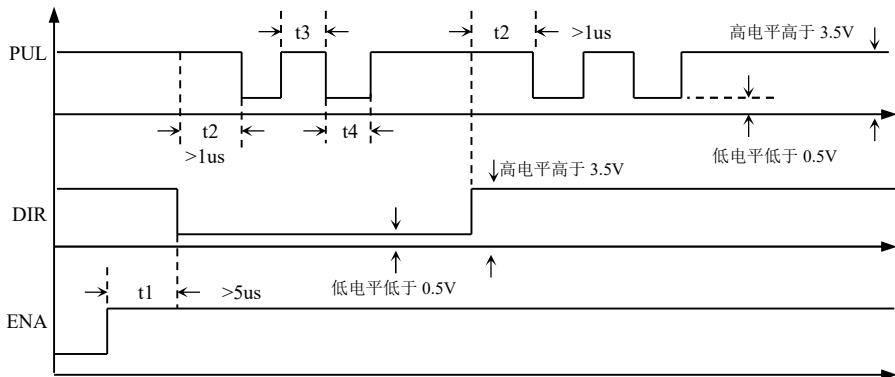 t3
t2
>1us
高电平高于 3.5V
PUL
t2
t4
>1us
低电平低于 0.5V
高电平高于 3.5V
DIR
低电平低于 0.5V
t1
>5us
ENA